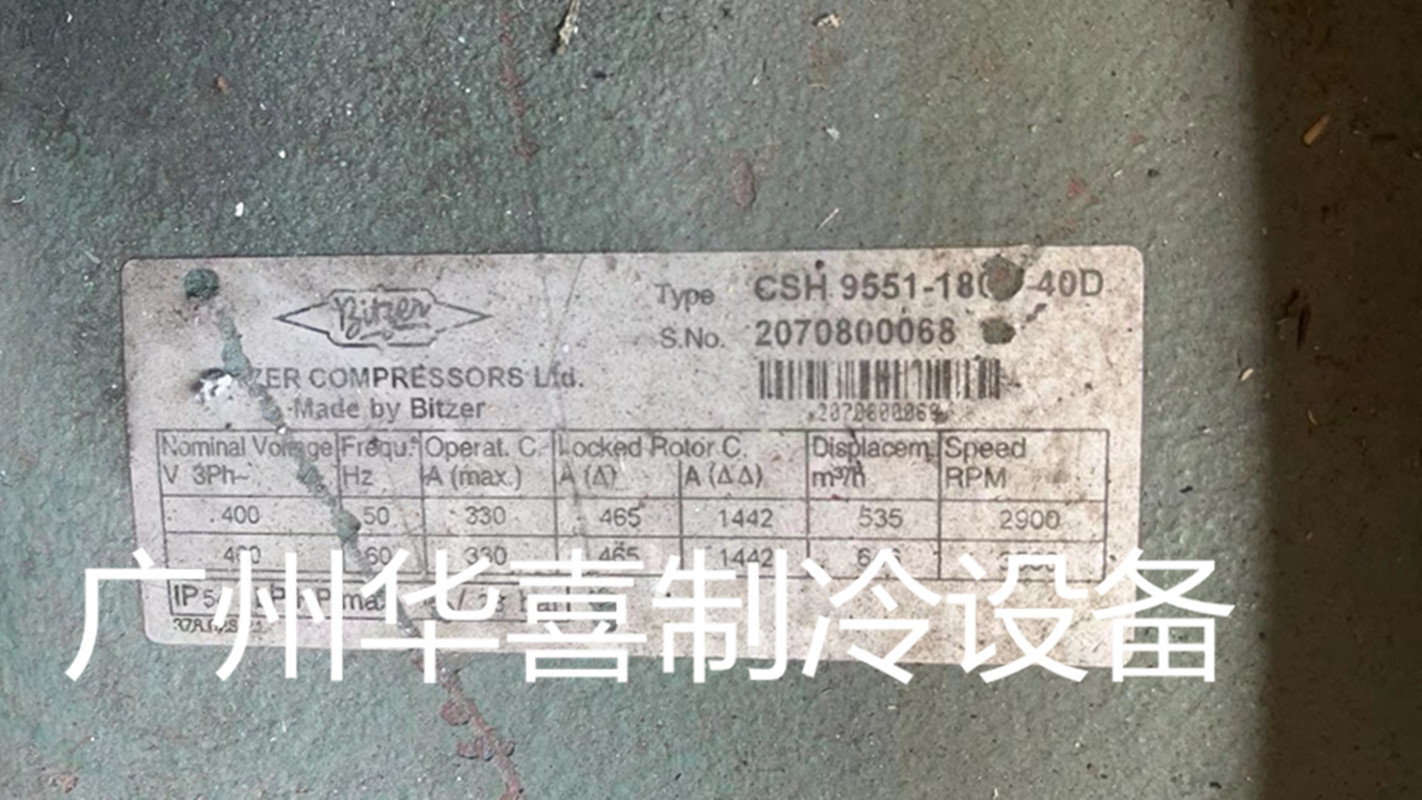 Bitzer
Type CSH 9551-180 -40D
S.No. 2070800068
COMPRESSORS Ltd.
Made by Bitzer
Nominal Voltage Frequ. Operat. C. Locked Rotor C. Displacem. Speed
V 3Ph~ Hz A (max.) A (Δ) A (ΔΔ) m³/h RPM
400 50 330 465 1442 535 2900
60 330 465 1442
广州华喜制冷设备